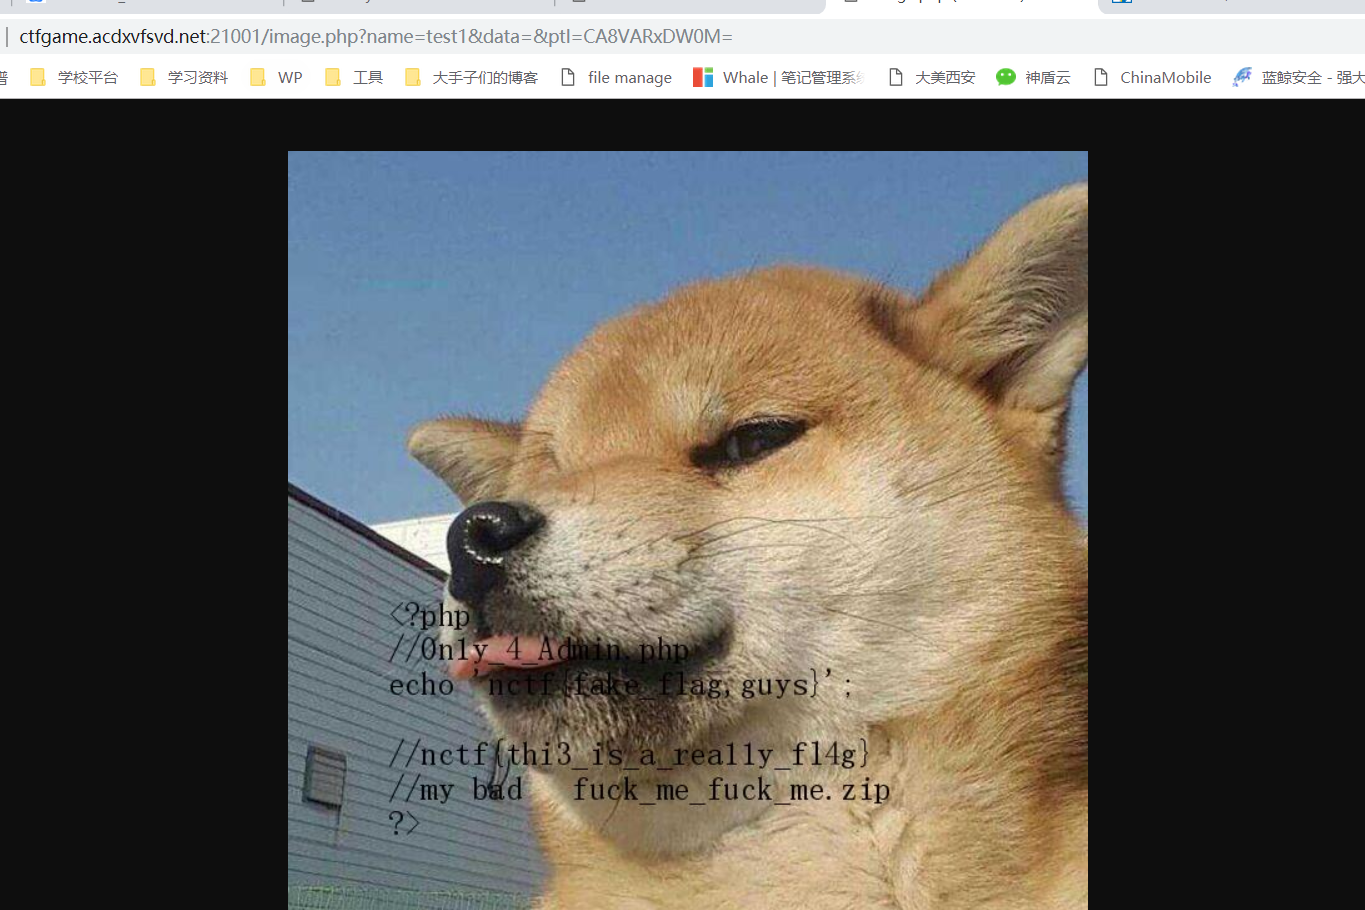 ctfgame.acdxvfsvd.net:21001/image.php?name=test1&data=&ptl=CA8VARxDW0M=
学校平台 学习资料 WP 工具 大手子们的博客 file manage Whale | 笔记管理系 大美西安 神盾云 ChinaMobile 蓝鲸安全 - 强大
<?php
//0n1y_4_Admin.php
echo 'nctf{fake_flag,guys}';
//nctf{thi3_is_a_rea11y_fl4g}
//my bad fuck_me_fuck_me.zip
?>